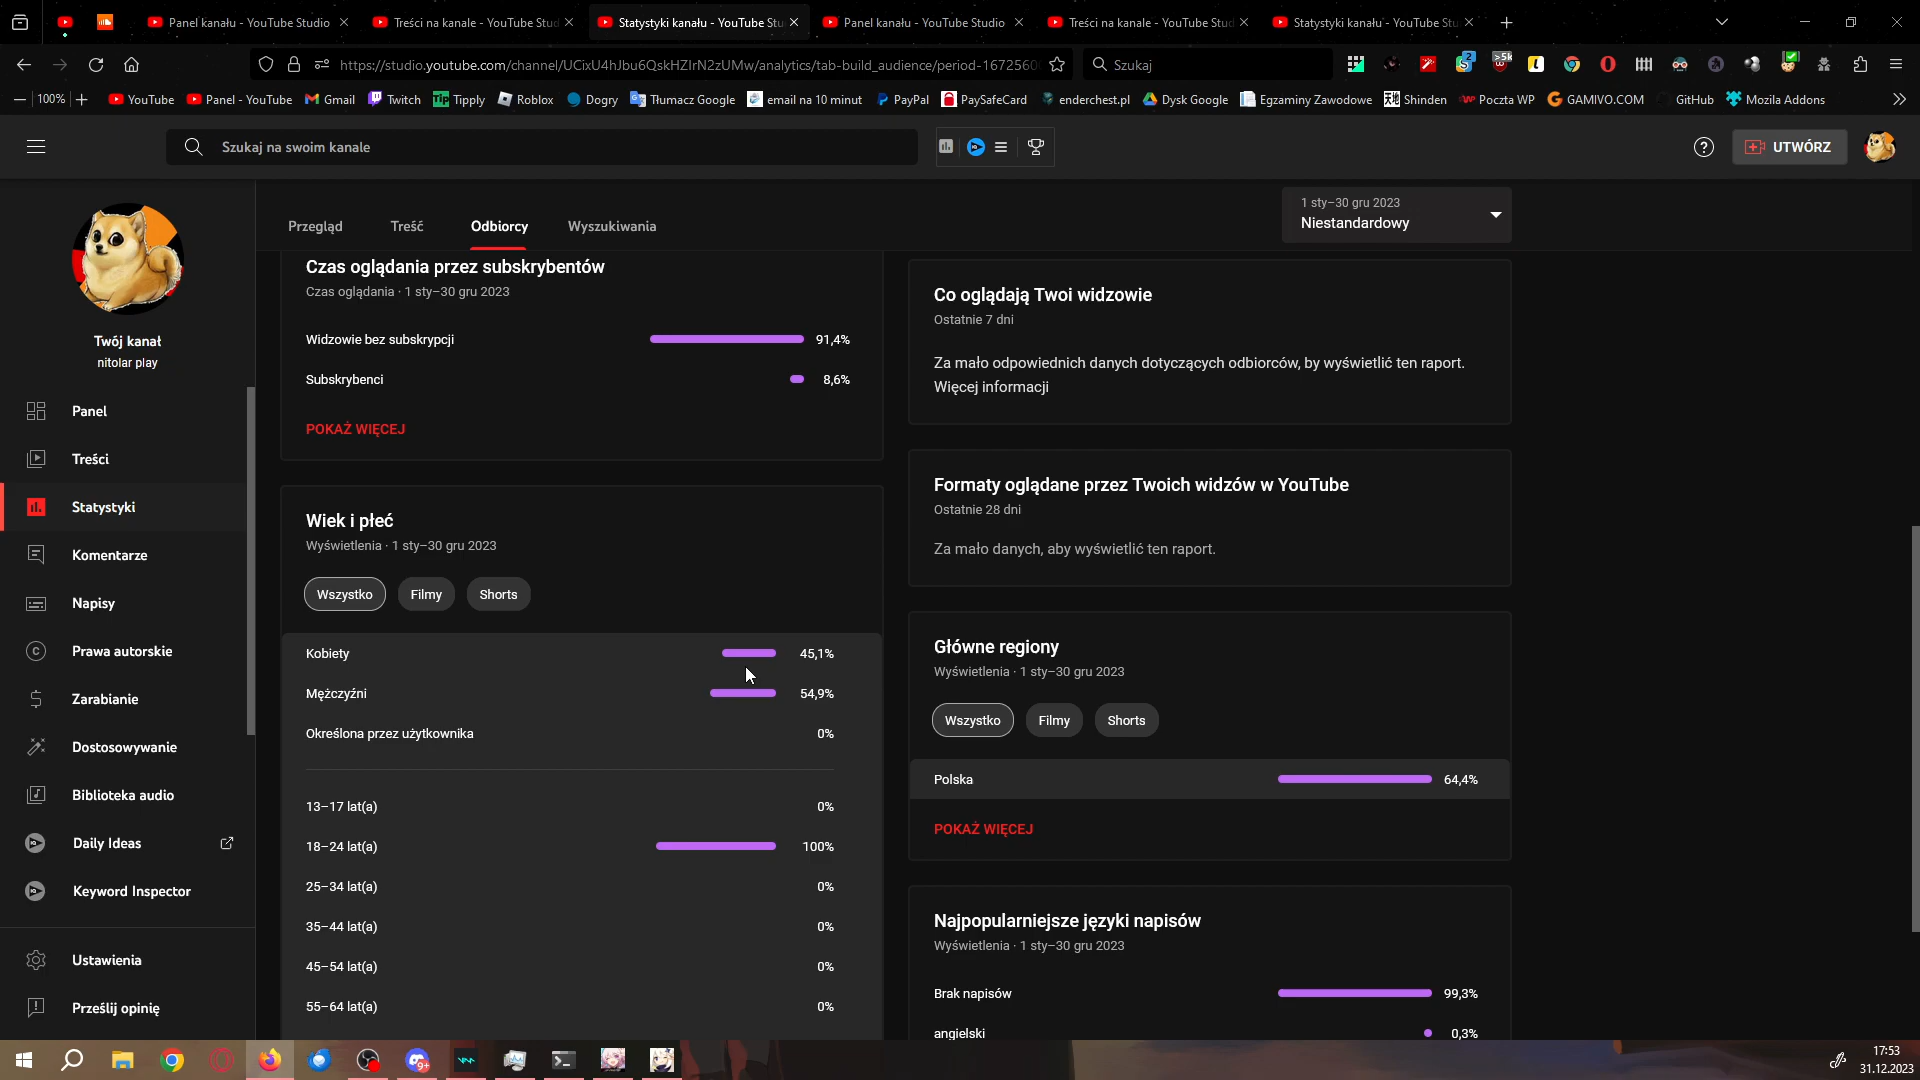 Panel kanału - YouTube Studio
Treści na kanale - YouTube Stud
Statystyki kanału - YouTube Stu
Panel kanału - YouTube Studio
Treści na kanale - YouTube Stud
Statystyki kanału - YouTube Stu
https://studio.youtube.com/channel/UCixU4hJbu6QskHZIrN2zUMw/analytics/tab-build_audience/period-16725600
Szukaj
>5k
100%
YouTube
Panel - YouTube
Gmail
Twitch
Tipply
Roblox
Dogry
Tłumacz Google
email na 10 minut
PayPal
PaySafeCard
enderchest.pl
Dysk Google
Egzaminy Zawodowe
Shinden
Poczta WP
GAMIVO.COM
GitHub
Mozila Addons
Szukaj na swoim kanale
UTWÓRZ
Twój kanał
nitolar play
Panel
Treści
Statystyki
Komentarze
Napisy
Prawa autorskie
Zarabianie
Dostosowywanie
Biblioteka audio
Daily Ideas
Keyword Inspector
Ustawienia
Prześlij opinię
Przegląd
Treść
Odbiorcy
Wyszukiwania
1 sty–30 gru 2023
Niestandardowy
Czas oglądania przez subskrybentów
Czas oglądania · 1 sty–30 gru 2023
Widzowie bez subskrypcji 91,4%
Subskrybenci 8,6%
POKAŻ WIĘCEJ
Wiek i płeć
Wyświetlenia · 1 sty–30 gru 2023
Wszystko Filmy Shorts
Kobiety 45,1%
Mężczyźni 54,9%
Określona przez użytkownika 0%
13–17 lat(a) 0%
18–24 lat(a) 100%
25–34 lat(a) 0%
35–44 lat(a) 0%
45–54 lat(a) 0%
55–64 lat(a) 0%
Co oglądają Twoi widzowie
Ostatnie 7 dni
Za mało odpowiednich danych dotyczących odbiorców, by wyświetlić ten raport.
Więcej informacji
Formaty oglądane przez Twoich widzów w YouTube
Ostatnie 28 dni
Za mało danych, aby wyświetlić ten raport.
Główne regiony
Wyświetlenia · 1 sty–30 gru 2023
Wszystko Filmy Shorts
Polska 64,4%
POKAŻ WIĘCEJ
Najpopularniejsze języki napisów
Wyświetlenia · 1 sty–30 gru 2023
Brak napisów 99,3%
angielski 0,3%
9+
17:53
31.12.2023